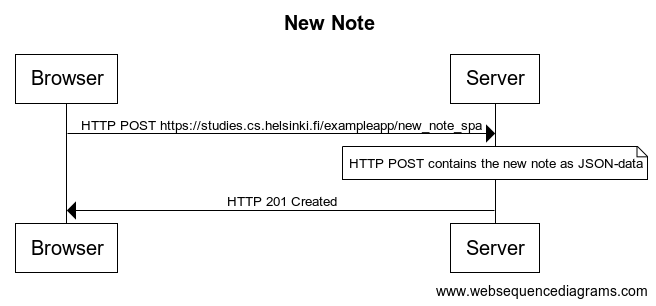 New Note
Browser
Server
HTTP POST https://studies.cs.helsinki.fi/exampleapp/new_note_spa
HTTP POST contains the new note as JSON-data
HTTP 201 Created
Browser
Server
www.websequencediagrams.com